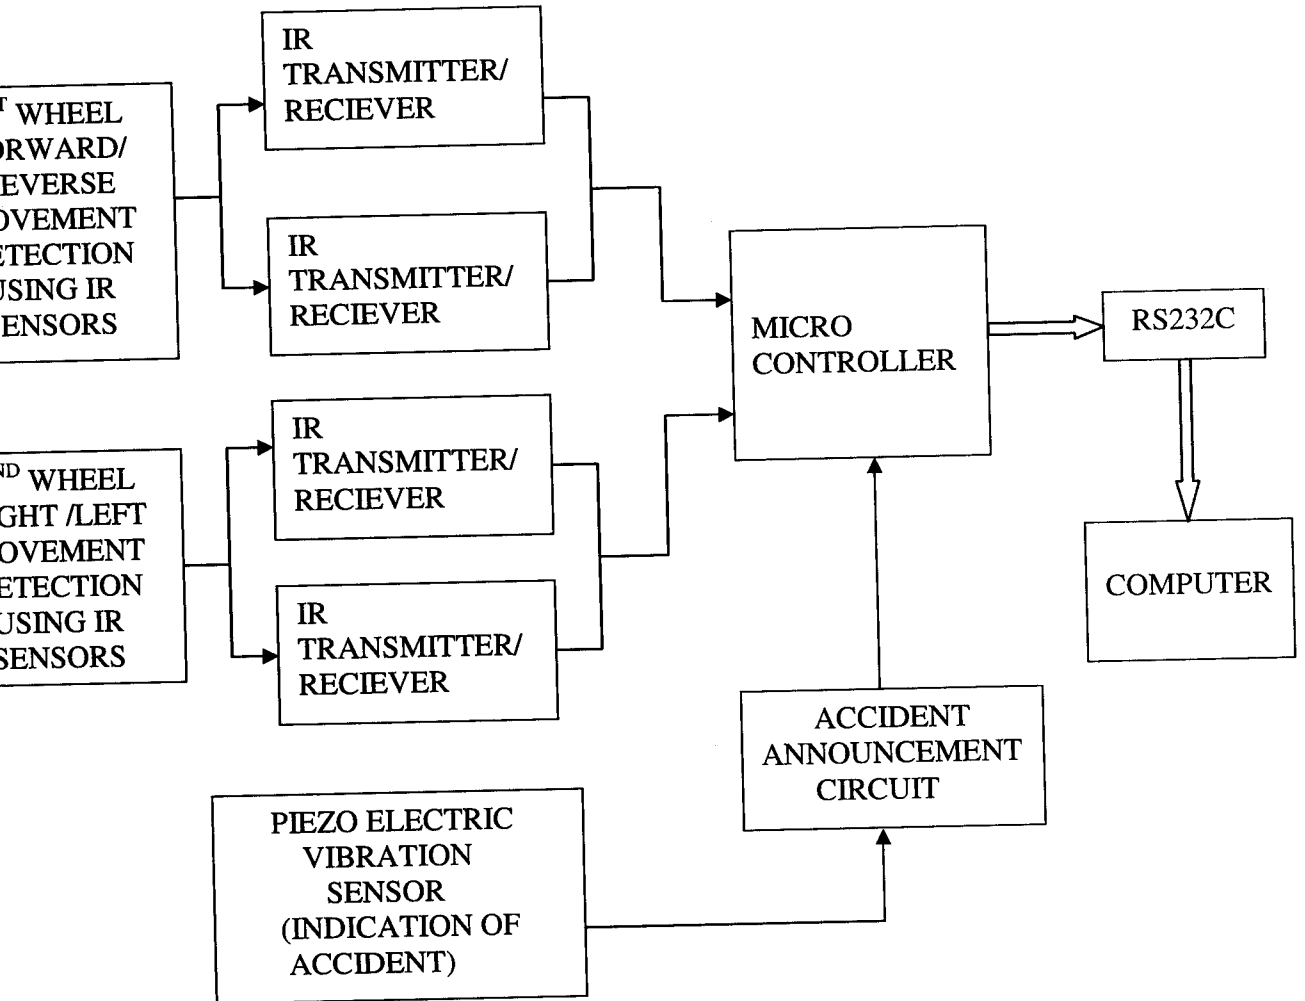 IR
TRANSMITTER/
RECIEVER
T WHEEL
ORWARD/
EVERSE
OVEMENT
ETECTION
USING IR
ENSORS
IR
TRANSMITTER/
RECIEVER
MICRO
CONTROLLER
RS232C
IR
TRANSMITTER/
RECIEVER
ND WHEEL
GHT /LEFT
OVEMENT
ETECTION
USING IR
SENSORS
IR
TRANSMITTER/
RECIEVER
COMPUTER
ACCIDENT
ANNOUNCEMENT
CIRCUIT
PIEZO ELECTRIC
VIBRATION
SENSOR
(INDICATION OF
ACCIDENT)